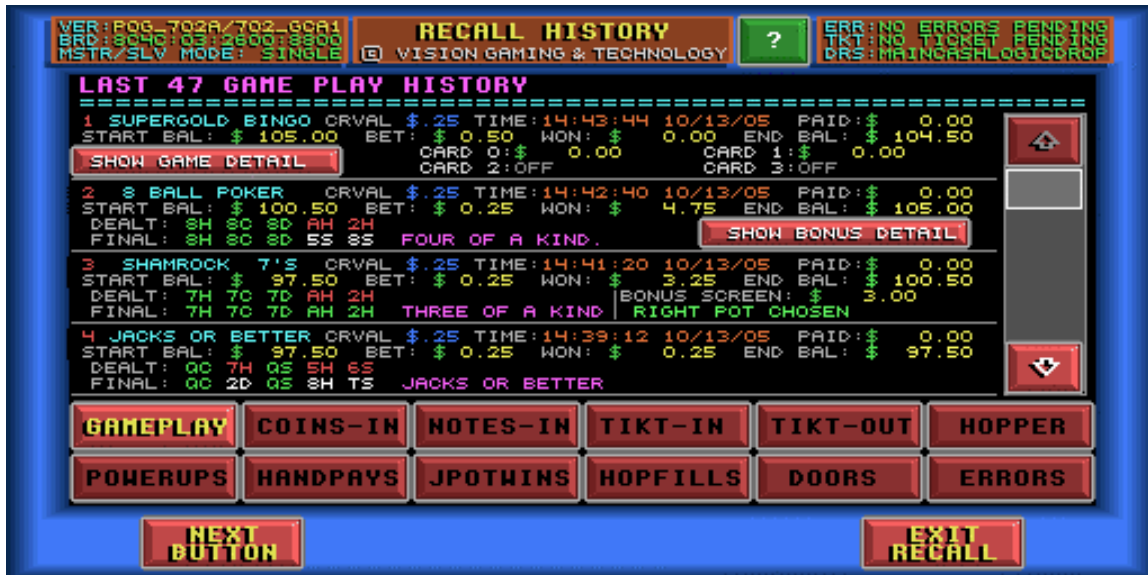 VER:POG_702A/702_GCA1
BRD:8C4C:03:2600:8800
MSTR/SLV MODE: SINGLE
RECALL HISTORY
© VISION GAMING & TECHNOLOGY
?
ERR:NO ERRORS PENDING
TKT:NO TICKET PENDING
DRS:MAINCASHLOGICDROP
LAST 47 GAME PLAY HISTORY
1 SUPERGOLD BINGO CRVAL $.25 TIME:14:43:44 10/13/05 PAID:$ 0.00
START BAL: $ 105.00 BET: $ 0.50 WON: $ 0.00 END BAL: $ 104.50
SHOW GAME DETAIL CARD 0:$ 0.00 CARD 1:$ 0.00
CARD 2:OFF CARD 3:OFF
2 8 BALL POKER CRVAL $.25 TIME:14:42:40 10/13/05 PAID:$ 0.00
START BAL: $ 100.50 BET: $ 0.25 WON: $ 4.75 END BAL: $ 105.00
DEALT: 8H 8C 8D AH 2H
FINAL: 8H 8C 8D 5S 8S FOUR OF A KIND. SHOW BONUS DETAIL
3 SHAMROCK 7'S CRVAL $.25 TIME:14:41:20 10/13/05 PAID:$ 0.00
START BAL: $ 97.50 BET: $ 0.25 WON: $ 3.25 END BAL: $ 100.50
DEALT: 7H 7C 7D AH 2H BONUS SCREEN: $ 3.00
FINAL: 7H 7C 7D AH 2H THREE OF A KIND RIGHT POT CHOSEN
4 JACKS OR BETTER CRVAL $.25 TIME:14:39:12 10/13/05 PAID:$ 0.00
START BAL: $ 97.50 BET: $ 0.25 WON: $ 0.25 END BAL: $ 97.50
DEALT: QC 7H QS 5H 6S
FINAL: QC 2D QS 8H TS JACKS OR BETTER
GAMEPLAY COINS-IN NOTES-IN TIKT-IN TIKT-OUT HOPPER
POWERUPS HANDPAYS JPOTWINS HOPFILLS DOORS ERRORS
NEXT BUTTON
EXIT RECALL